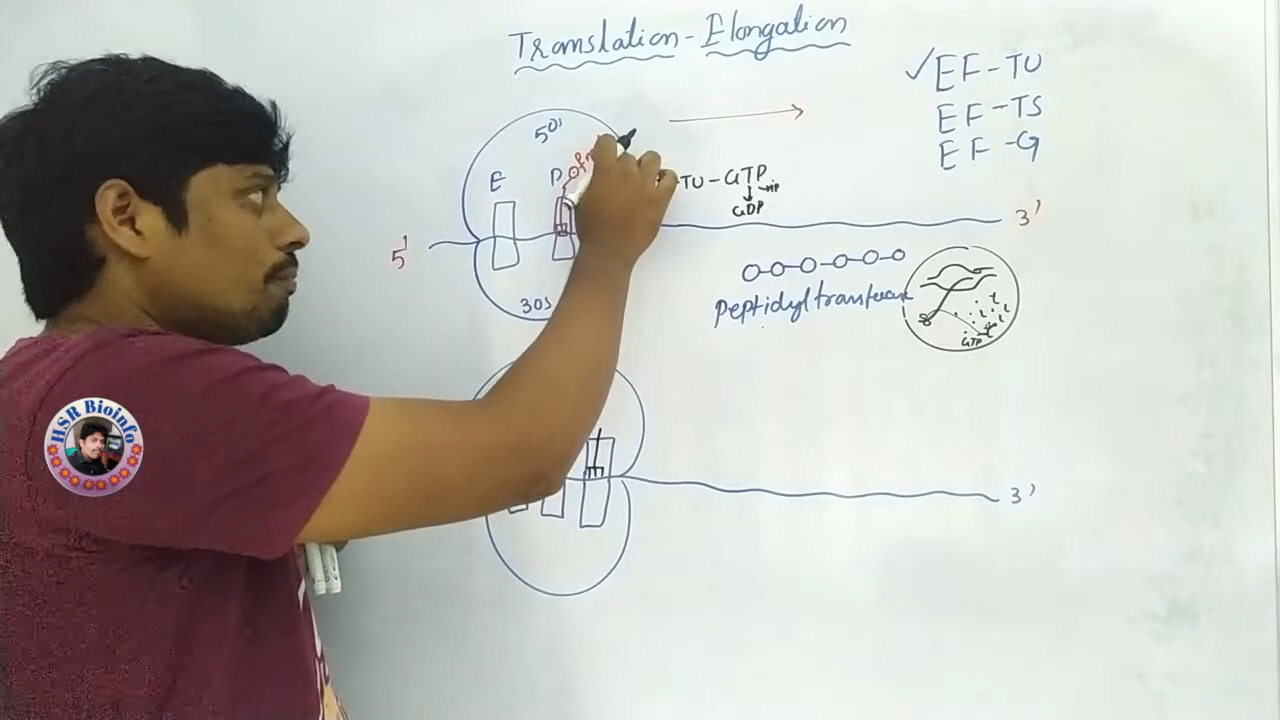 Translation - Elongation
✓EF-TU
EF-TS
EF-G
50s
E P Ofm
-TU-GTP
GDP
5'
3'
30s
Peptidyl transferase
GTP
3'
HSR Bioinfo